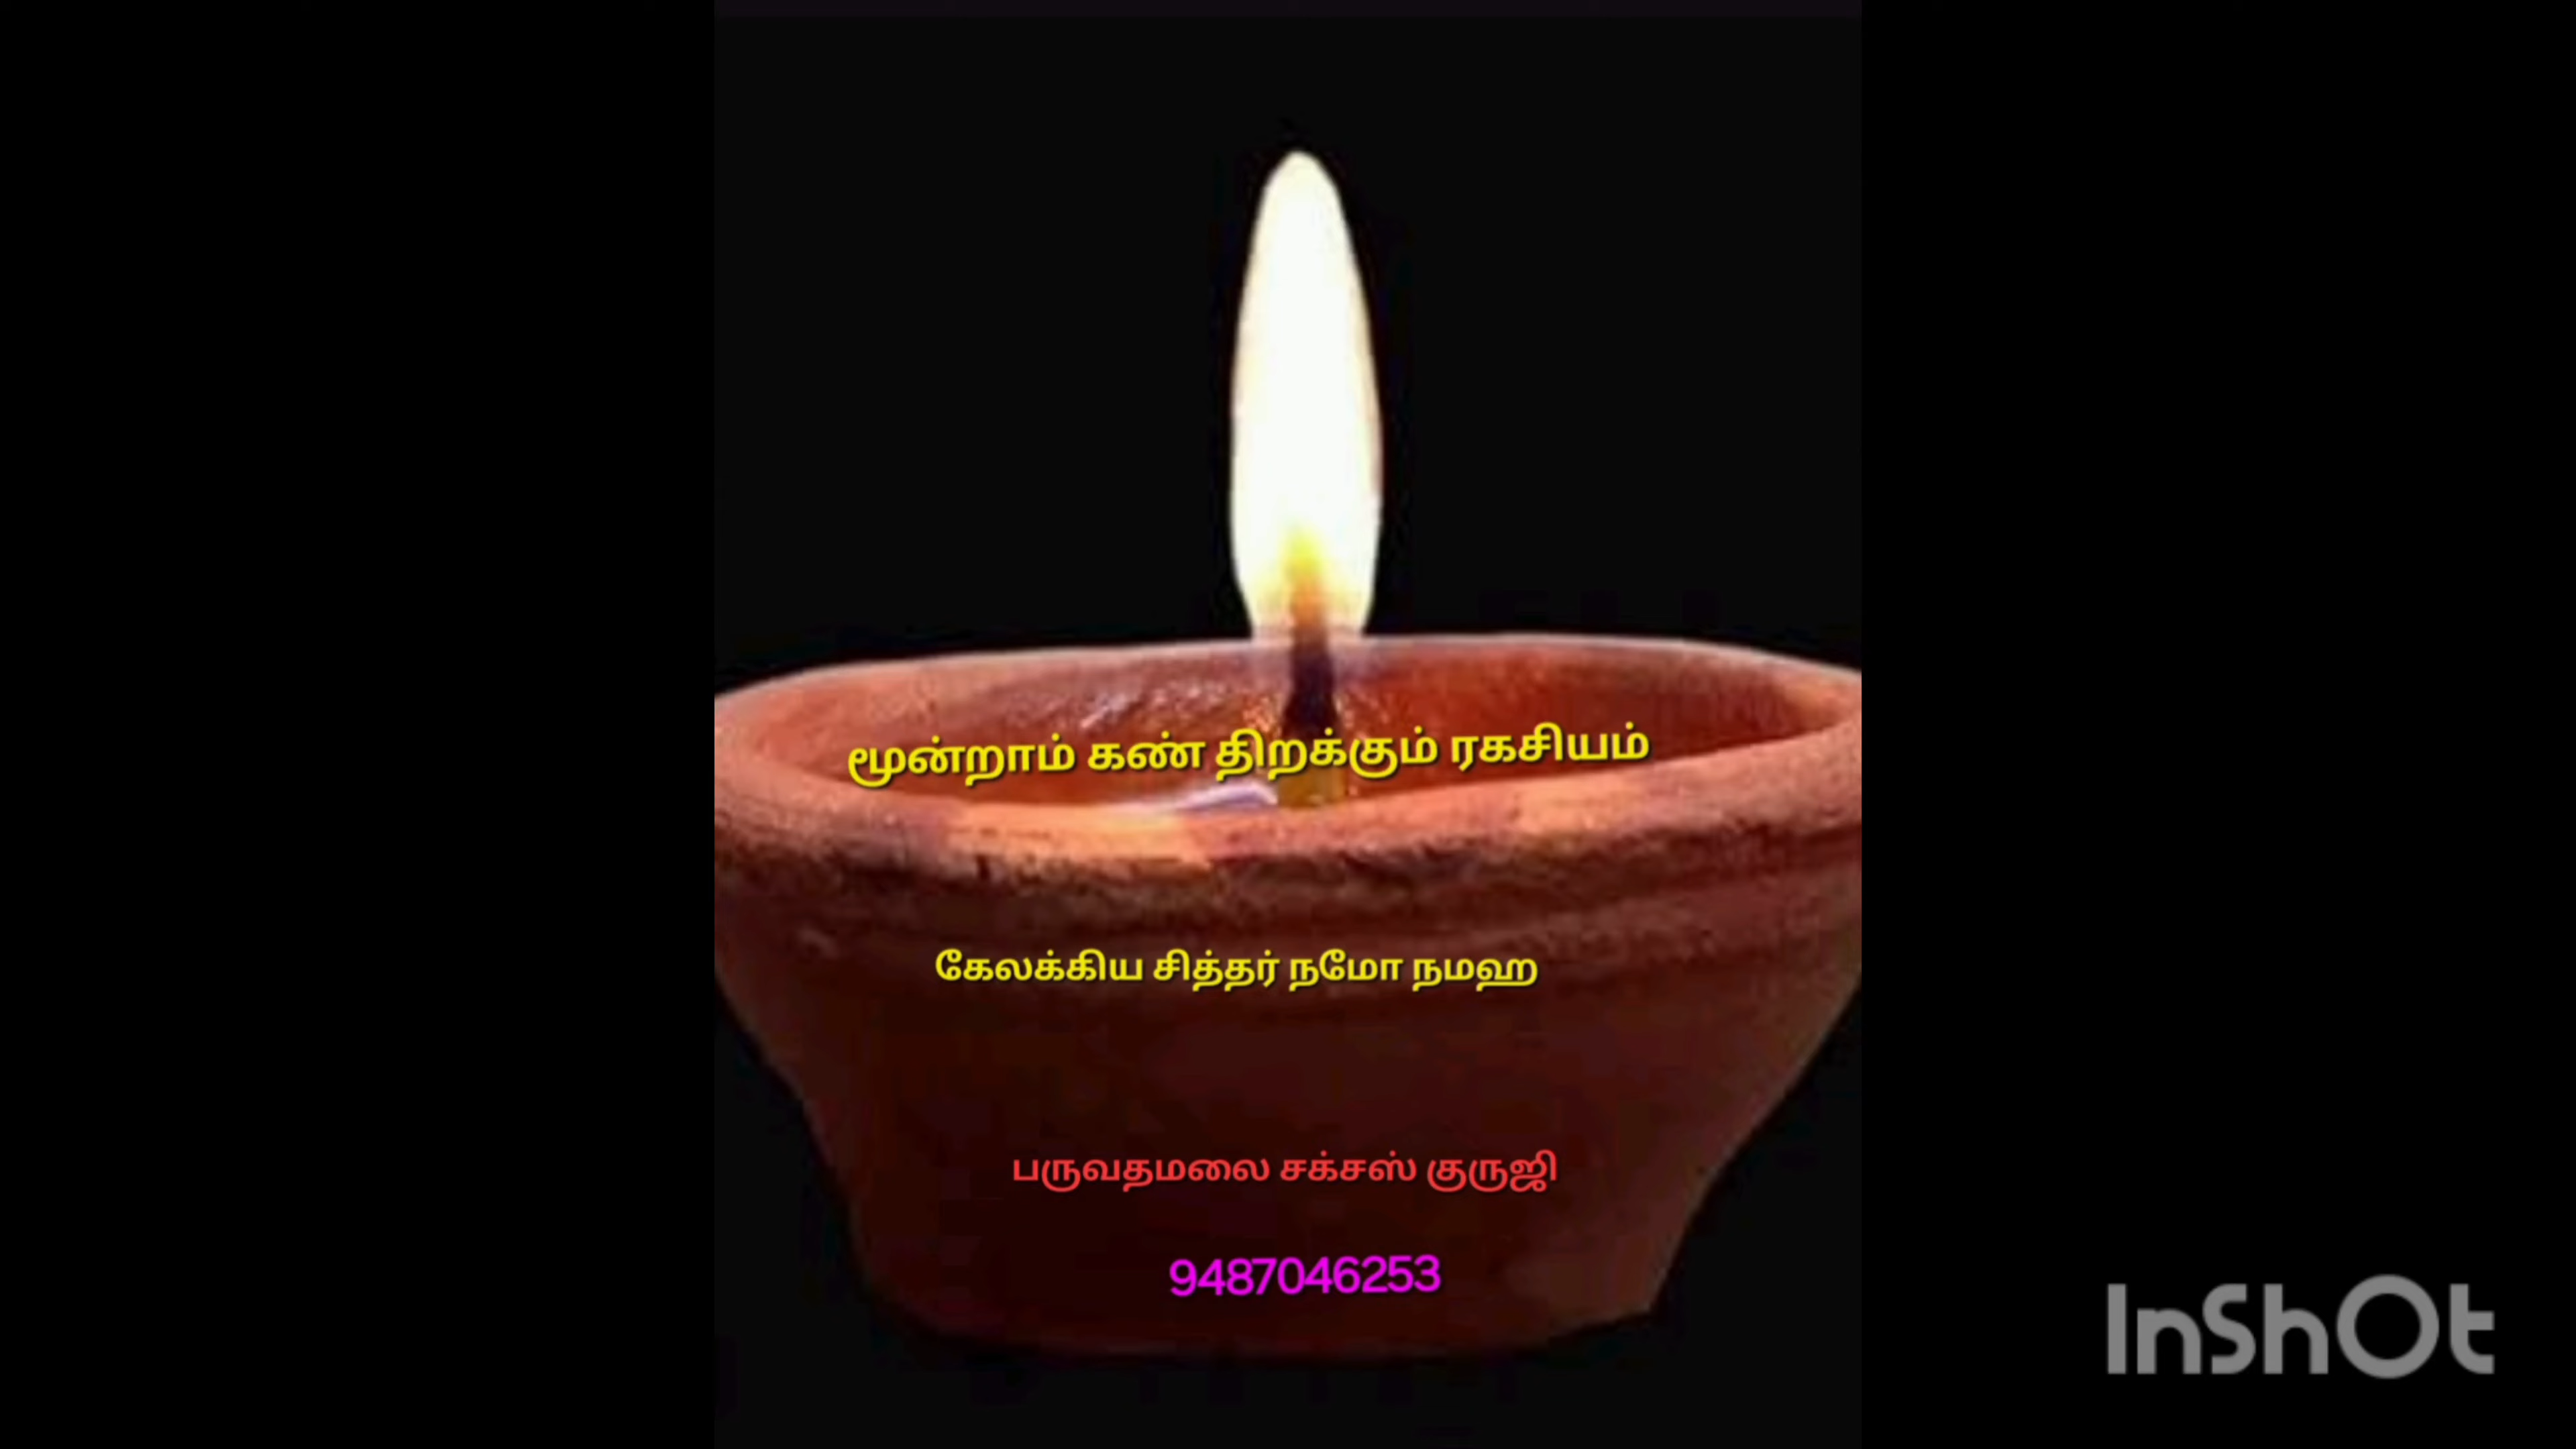 மூன்றாம் கண் திறக்கும் ரகசியம்
கேலக்கிய சித்தர் நமோ நமஹ
பருவதமலை சக்சஸ் குருஜி
9487046253
InShOt